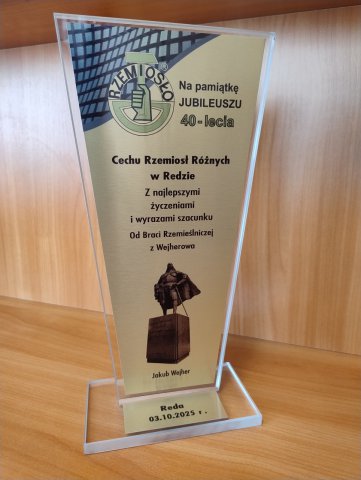 RZEMIOSŁO
®
Na pamiątkę
JUBILEUSZU
40-lecia
Cechu Rzemiosł Różnych
w Redzie
Z najlepszymi
życzeniami
i wyrazami szacunku
Od Braci Rzemieślniczej
z Wejherowa
Jakub Wejher
Reda
03.10.2025 r.